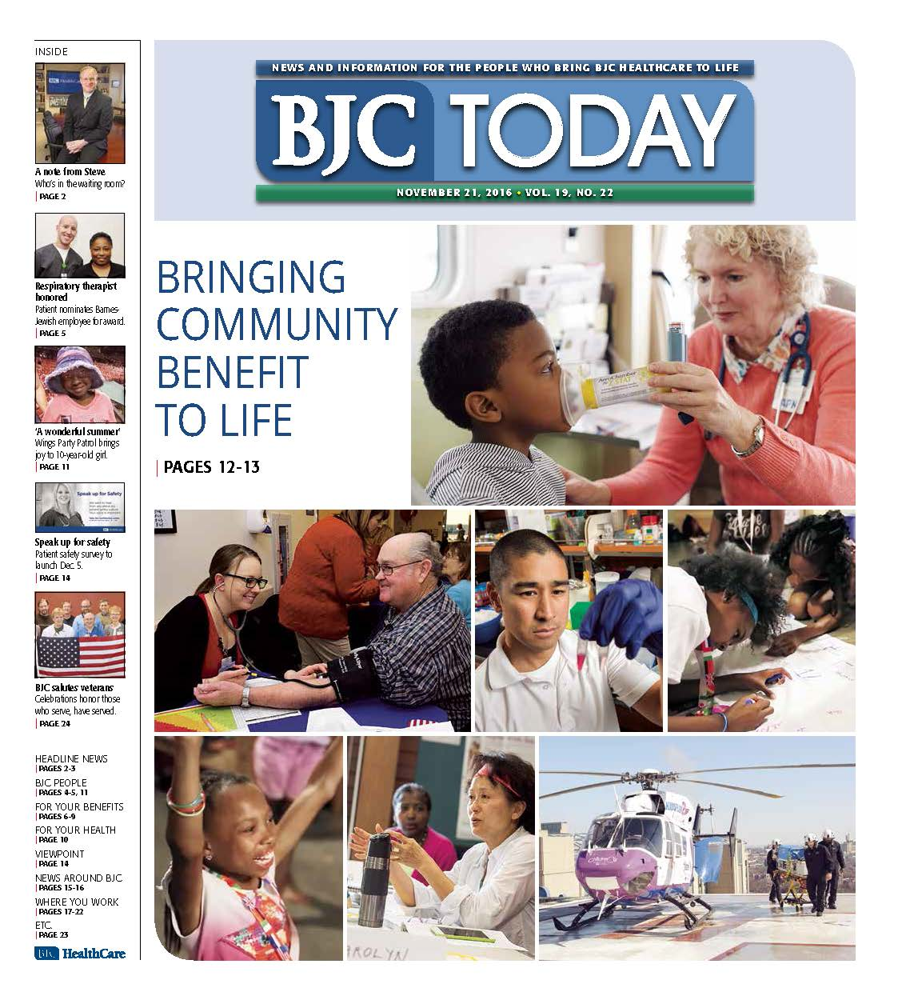 INSIDE
A note from Steve
Who's in the waiting room?
| PAGE 2
Respiratory therapist
honored
Patient nominates Barnes-
Jewish employee for award.
| PAGE 5
'A wonderful summer'
Wings Party Patrol brings
joy to 10-year-old girl.
| PAGE 11
Speak up for Safety
Speak up for safety
Patient safety survey to
launch Dec. 5.
| PAGE 14
BJC salutes veterans
Celebrations honor those
who serve, have served.
| PAGE 24
HEADLINE NEWS
| PAGES 2-3
BJC PEOPLE
| PAGES 4-5, 11
FOR YOUR BENEFITS
| PAGES 6-9
FOR YOUR HEALTH
| PAGE 10
VIEWPOINT
| PAGE 14
NEWS AROUND BJC
| PAGES 15-16
WHERE YOU WORK
| PAGES 17-22
ETC.
| PAGE 23
BJC HealthCare
NEWS AND INFORMATION FOR THE PEOPLE WHO BRING BJC HEALTHCARE TO LIFE
BJC TODAY
NOVEMBER 21, 2016 • VOL. 19, NO. 22
BRINGING
COMMUNITY
BENEFIT
TO LIFE
| PAGES 12-13
AeroChamber
Z STAT